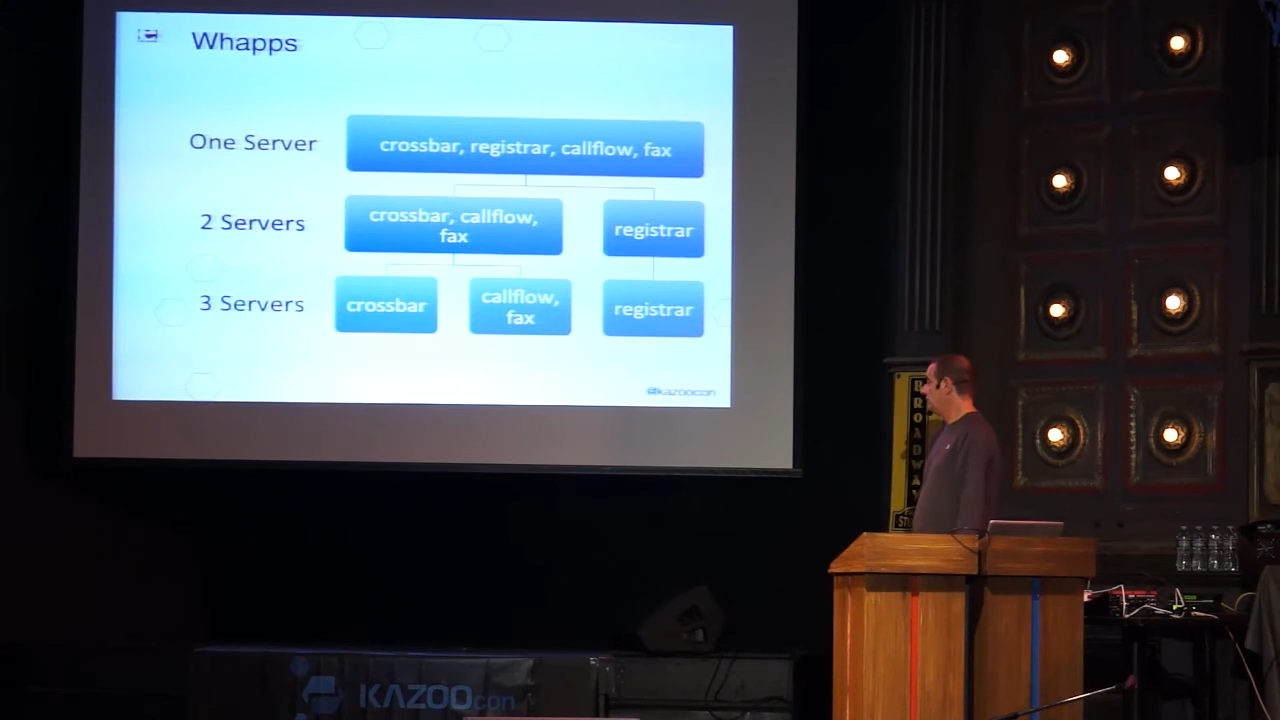 Whapps
One Server
crossbar, registrar, callflow, fax
2 Servers
crossbar, callflow,
fax
registrar
3 Servers
crossbar
callflow,
fax
registrar
@kazoocon
BROADWAY
KAZOOcon